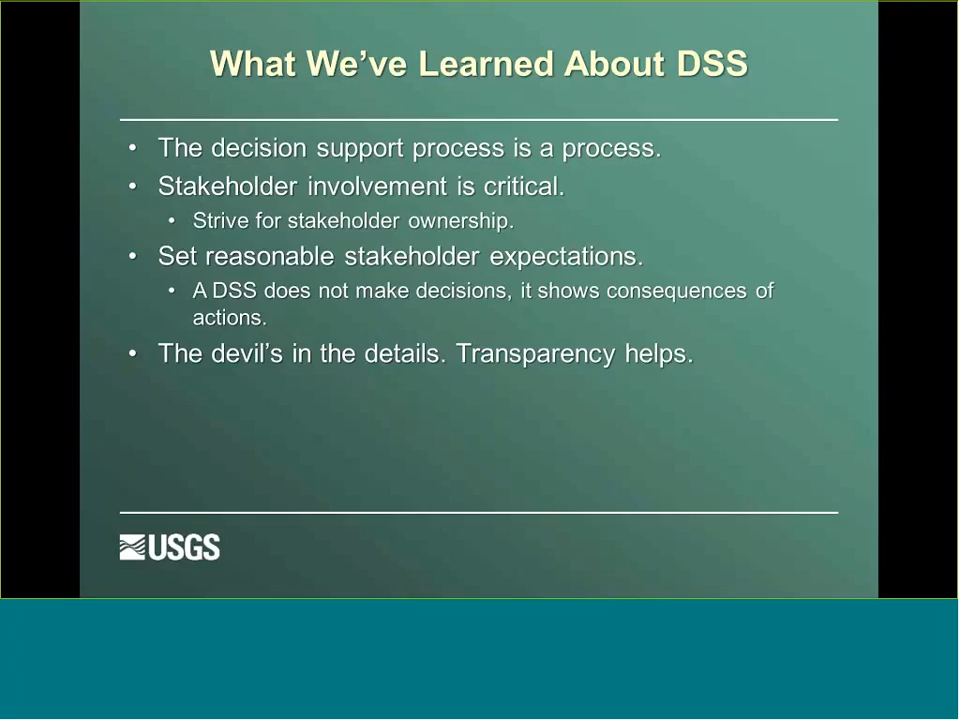 What We've Learned About DSS
• The decision support process is a process.
• Stakeholder involvement is critical.
• Strive for stakeholder ownership.
• Set reasonable stakeholder expectations.
• A DSS does not make decisions, it shows consequences of
actions.
• The devil's in the details. Transparency helps.
USGS